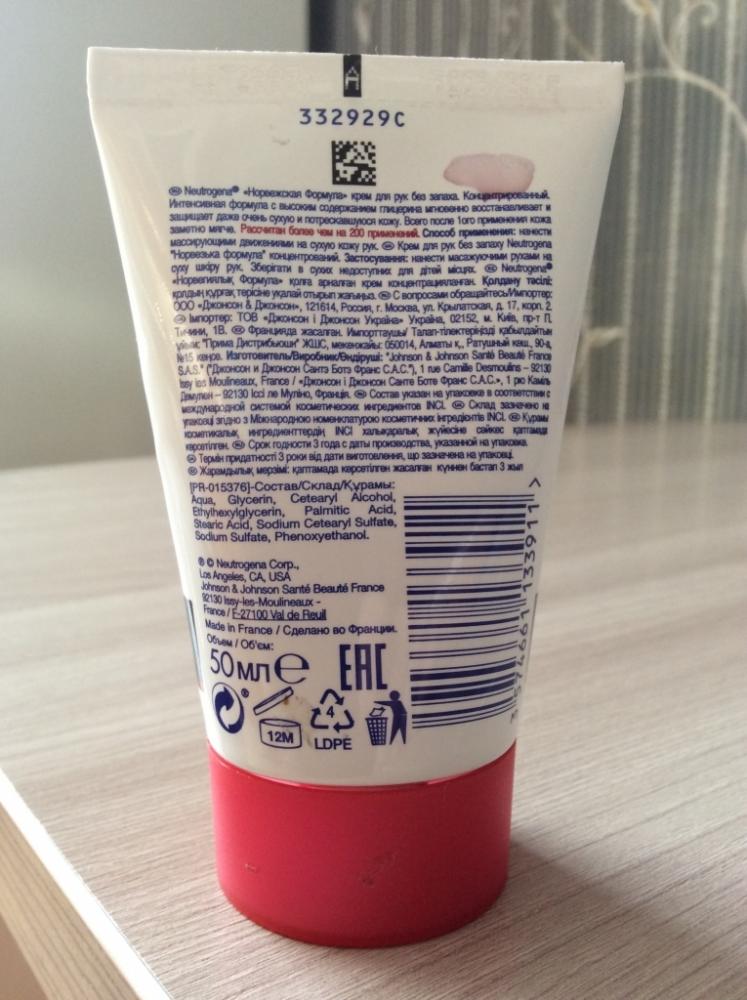 A
332929C
Neutrogena® «Норвежская Формула» крем для рук без запаха. Концентрированный.
Интенсивная формула с высоким содержанием глицерина мгновенно восстанавливает и
защищает даже очень сухую и потрескавшуюся кожу. Всего после 1ого применения кожа
заметно мягче. Рассчитан более чем на 200 применений. Способ применения: нанести
массирующими движениями на сухую кожу рук. Крем для рук без запаху Neutrogena
"Норвезька формула" концентрований. Застосування: нанести масажуючими рухами на
суху шкіру рук. Зберігати в сухих недоступних для дітей місцях. Neutrogena®
«Норвегиялық Формула» қолға арналған крем концентрацияланған. Қолдану тәсілі:
қолдың құрғақ терісіне уқалай отырып жағыңыз. С вопросами обращайтесь/Импортер:
ООО «Джонсон & Джонсон», 121614, Россия, г. Москва, ул. Крылатская, д. 17, корп. 2.
Імпортер: ТОВ «Джонсон і Джонсон Україна» Україна, 02152, м. Київ, пр-т П.
Тичини, 1В. Францияда жасалған. Импорттаушы/ Талап-тілектеріңізді қабылдайтын
ұйым: "Прима Дистрибьюшн" ЖШС, мекенжайы: 050014, Алматы қ., Ратушный көш., 90-а,
№15 кеңсе. Изготовитель/Виробник/Өндіруші: "Johnson & Johnson Santé Beauté France
S.A.S." ("Джонсон и Джонсон Сантэ Ботэ Франс С.А.С."), 1 rue Camille Desmoulins – 92130
Issy les Moulineaux, France / «Джонсон і Джонсон Санте Боте Франс С.А.С.», 1 рю Каміль
Демулен – 92130 Іссі ле Муліно, Франція. Состав указан на упаковке в соответствии с
международной системой косметических ингредиентов INCI. Склад зазначено на
упаковці згідно з Міжнародною номенклатурою косметичних інгредієнтів INCI. Құрамы
косметикалық ингредиенттердің INCI халықаралық жүйесіне сәйкес қаптамада
көрсетілген. Срок годности 3 года с даты производства, указанной на упаковке.
Термін придатності 3 роки від дати виготовлення, що зазначена на упаковці.
Жарамдылық мерзімі: қаптамада көрсетілген жасалған күннен бастап 3 жыл
[PR-015376]-Состав/Склад/Құрамы:
Aqua, Glycerin, Cetearyl Alcohol,
Ethylhexylglycerin, Palmitic Acid,
Stearic Acid, Sodium Cetearyl Sulfate,
Sodium Sulfate, Phenoxyethanol.
® © Neutrogena Corp.,
Los Angeles, CA, USA
Johnson & Johnson Santé Beauté France
92130 Issy-les-Moulineaux -
France / F-27100 Val de Reuil
Made in France / Сделано во Франции.
Объем / Об'єм:
50 мл e EAC
12M
4
LDPE
3 574661 133911 >